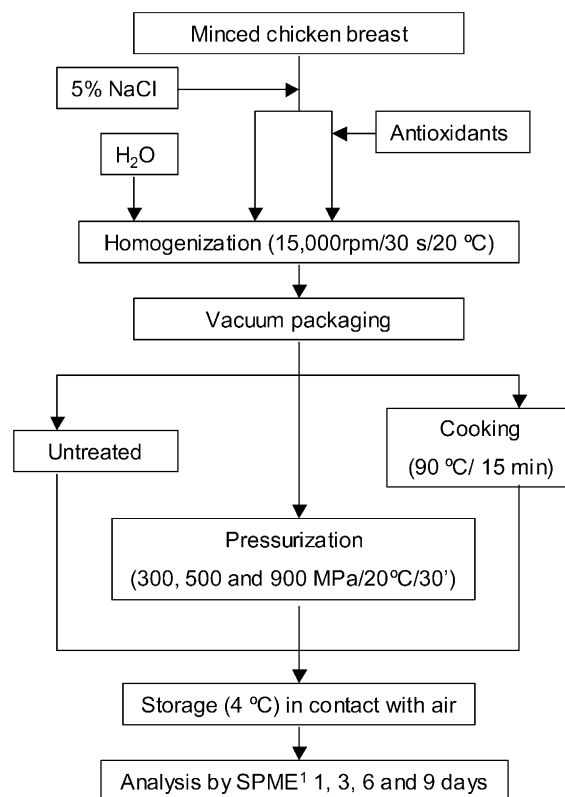 Minced chicken breast
5% NaCl
Antioxidants
H₂O
Homogenization (15,000rpm/30 s/20 ºC)
Vacuum packaging
Untreated
Cooking
(90 ºC/ 15 min)
Pressurization
(300, 500 and 900 MPa/20ºC/30’)
Storage (4 ºC) in contact with air
Analysis by SPME¹ 1, 3, 6 and 9 days